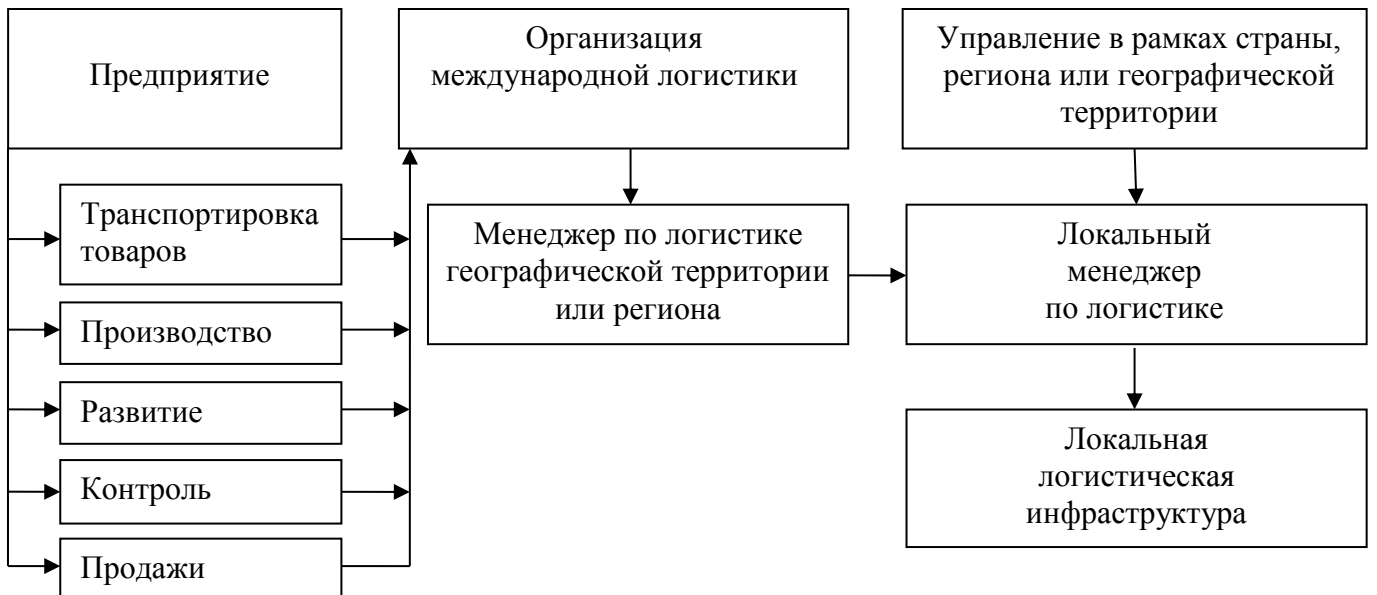 Предприятие
Организация
международной логистики
Управление в рамках страны,
региона или географической
территории
Транспортировка
товаров
Производство
Развитие
Контроль
Продажи
Менеджер по логистике
географической территории
или региона
Локальный
менеджер
по логистике
Локальная
логистическая
инфраструктура